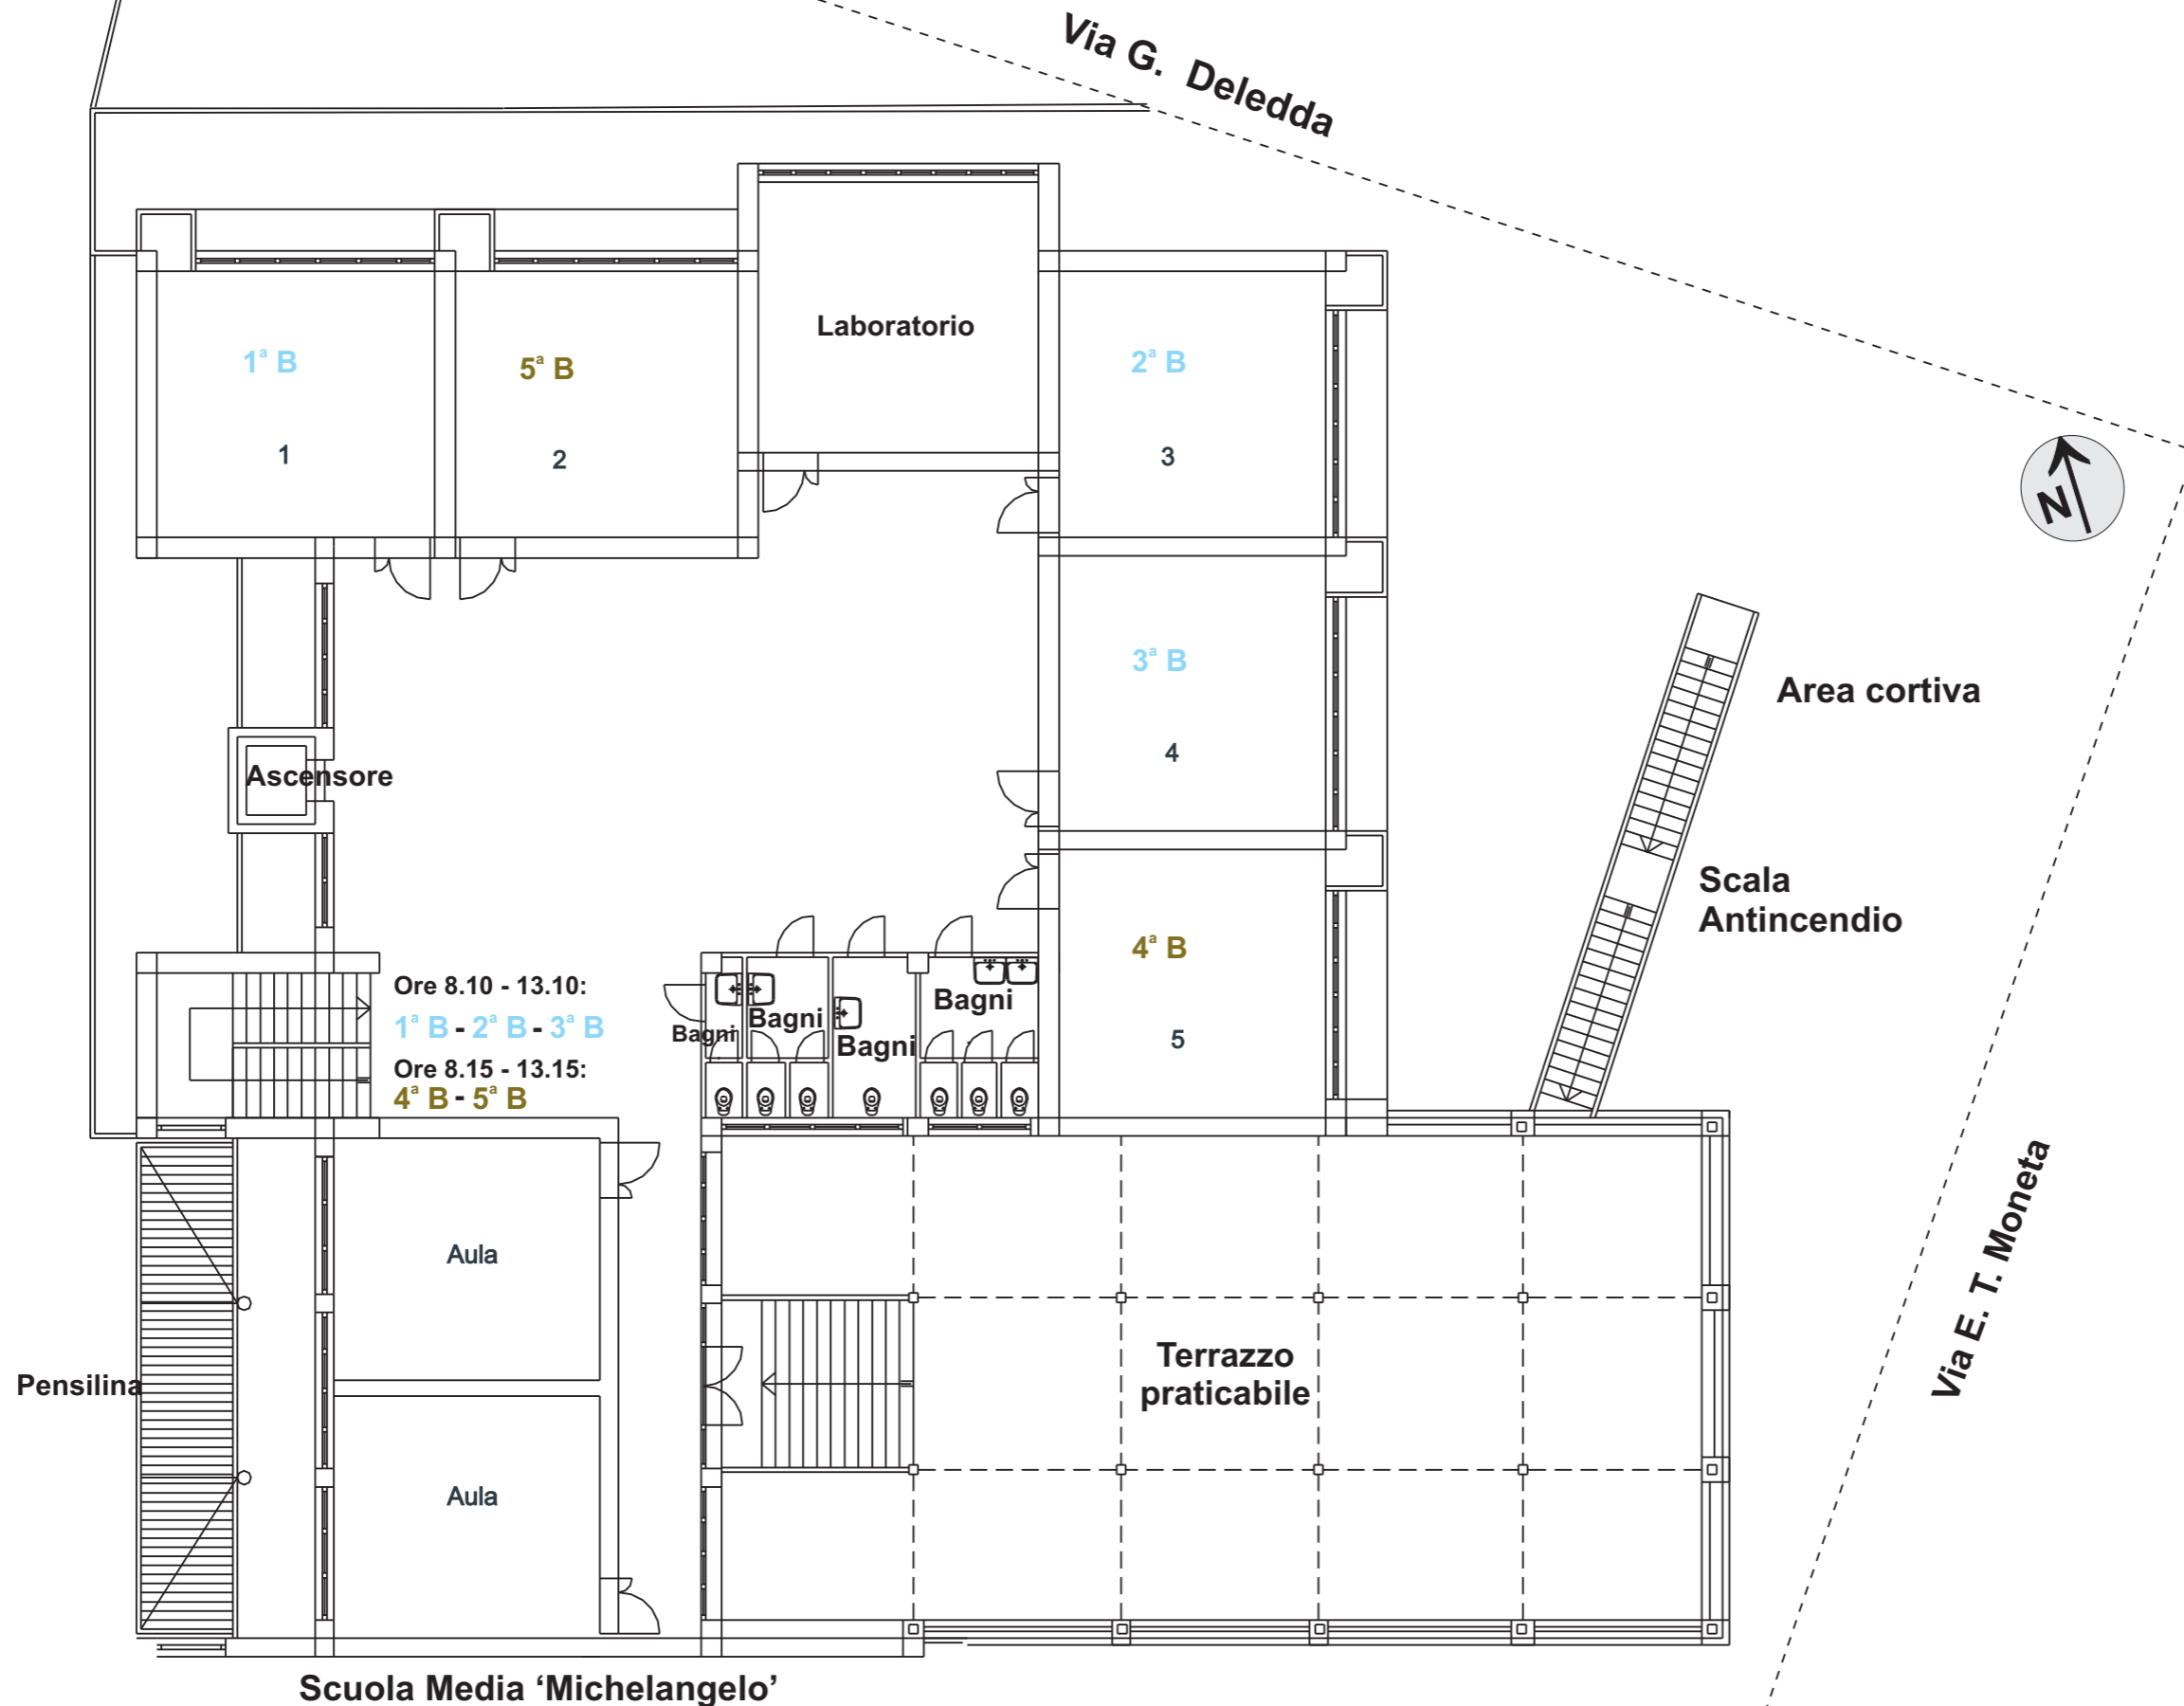 Via G. Deledda
Laboratorio
1ª B
5ª B
2ª B
1
2
3
N
3ª B
Area cortiva
4
Ascensore
Scala
Antincendio
4ª B
Ore 8.10 - 13.10:
1ª B - 2ª B - 3ª B
Ore 8.15 - 13.15:
4ª B - 5ª B
Bagni
Bagni
Bagni
Bagni
5
Via E. T. Moneta
Aula
Terrazzo
praticabile
Pensilina
Aula
Scuola Media ‘Michelangelo’